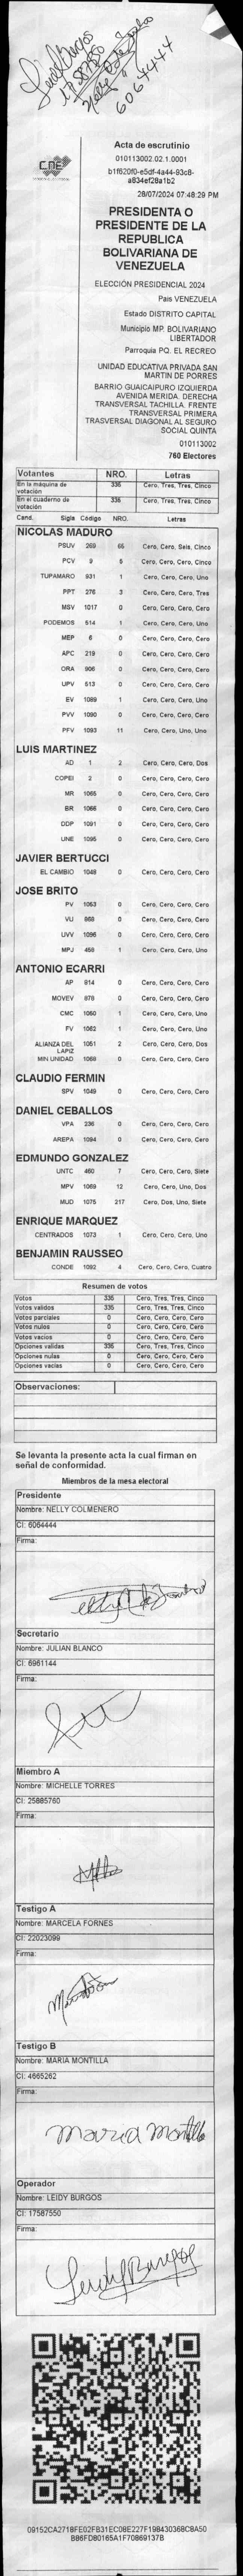 Leidy Burgos
17.587550
Nelly C de Sandro
6064444
CNE
Acta de escrutinio
010113002.02.1.0001
b1f620f0-e5df-4a44-93c8-
a834ef28a1b2
28/07/2024 07:48:29 PM
PRESIDENTA O
PRESIDENTE DE LA
REPUBLICA
BOLIVARIANA DE
VENEZUELA
ELECCIÓN PRESIDENCIAL 2024
Pais VENEZUELA
Estado DISTRITO CAPITAL
Municipio MP. BOLIVARIANO
LIBERTADOR
Parroquia PQ. EL RECREO
UNIDAD EDUCATIVA PRIVADA SAN
MARTIN DE PORRES
BARRIO GUAICAIPURO IZQUIERDA
AVENIDA MERIDA. DERECHA
TRANSVERSAL TACHILLA. FRENTE
TRANSVERSAL PRIMERA
TRASVERSAL DIAGONAL AL SEGURO
SOCIAL QUINTA
010113002
760 Electores
Votantes NRO. Letras
En la máquina de votación 335 Cero, Tres, Tres, Cinco
En el cuaderno de votación 335 Cero, Tres, Tres, Cinco
Cand. Sigla Código NRO. Letras
NICOLAS MADURO
PSUV 269 65 Cero, Cero, Seis, Cinco
PCV 9 5 Cero, Cero, Cero, Cinco
TUPAMARO 931 1 Cero, Cero, Cero, Uno
PPT 276 3 Cero, Cero, Cero, Tres
MSV 1017 0 Cero, Cero, Cero, Cero
PODEMOS 514 1 Cero, Cero, Cero, Uno
MEP 6 0 Cero, Cero, Cero, Cero
APC 219 0 Cero, Cero, Cero, Cero
ORA 906 0 Cero, Cero, Cero, Cero
UPV 513 0 Cero, Cero, Cero, Cero
EV 1089 1 Cero, Cero, Cero, Uno
PVV 1090 0 Cero, Cero, Cero, Cero
PFV 1093 11 Cero, Cero, Uno, Uno
LUIS MARTINEZ
AD 1 2 Cero, Cero, Cero, Dos
COPEI 2 0 Cero, Cero, Cero, Cero
MR 1065 0 Cero, Cero, Cero, Cero
BR 1066 0 Cero, Cero, Cero, Cero
DDP 1091 0 Cero, Cero, Cero, Cero
UNE 1095 0 Cero, Cero, Cero, Cero
JAVIER BERTUCCI
EL CAMBIO 1048 0 Cero, Cero, Cero, Cero
JOSE BRITO
PV 1053 0 Cero, Cero, Cero, Cero
VU 969 0 Cero, Cero, Cero, Cero
UVV 1096 0 Cero, Cero, Cero, Cero
MPJ 459 1 Cero, Cero, Cero, Uno
ANTONIO ECARRI
AP 914 0 Cero, Cero, Cero, Cero
MOVEV 978 0 Cero, Cero, Cero, Cero
CMC 1050 1 Cero, Cero, Cero, Uno
FV 1062 1 Cero, Cero, Cero, Uno
ALIANZA DEL LAPIZ 1051 2 Cero, Cero, Cero, Dos
MIN UNIDAD 1068 0 Cero, Cero, Cero, Cero
CLAUDIO FERMIN
SPV 1049 0 Cero, Cero, Cero, Cero
DANIEL CEBALLOS
VPA 236 0 Cero, Cero, Cero, Cero
AREPA 1094 0 Cero, Cero, Cero, Cero
EDMUNDO GONZALEZ
UNTC 460 7 Cero, Cero, Cero, Siete
MPV 1069 12 Cero, Cero, Uno, Dos
MUD 1075 217 Cero, Dos, Uno, Siete
ENRIQUE MARQUEZ
CENTRADOS 1073 1 Cero, Cero, Cero, Uno
BENJAMIN RAUSSEO
CONDE 1092 4 Cero, Cero, Cero, Cuatro
Resumen de votos
Votos 335 Cero, Tres, Tres, Cinco
Votos validos 335 Cero, Tres, Tres, Cinco
Votos parciales 0 Cero, Cero, Cero, Cero
Votos nulos 0 Cero, Cero, Cero, Cero
Votos vacios 0 Cero, Cero, Cero, Cero
Opciones validas 335 Cero, Tres, Tres, Cinco
Opciones nulas 0 Cero, Cero, Cero, Cero
Opciones vacias 0 Cero, Cero, Cero, Cero
Observaciones:
Se levanta la presente acta la cual firman en
señal de conformidad.
Miembros de la mesa electoral
Presidente
Nombre: NELLY COLMENERO
CI: 6064444
Firma:
Secretario
Nombre: JULIAN BLANCO
CI: 6961144
Firma:
Miembro A
Nombre: MICHELLE TORRES
CI: 25885760
Firma:
Testigo A
Nombre: MARCELA FORNES
CI: 22023099
Firma:
Testigo B
Nombre: MARIA MONTILLA
CI: 4665262
Firma:
Maria Montilla
Operador
Nombre: LEIDY BURGOS
CI: 17587550
Firma:
Leidy Burgos
09152CA2718FE02FB31EC08E227F19B430368C8A50
B86FD80165A1F70869137B